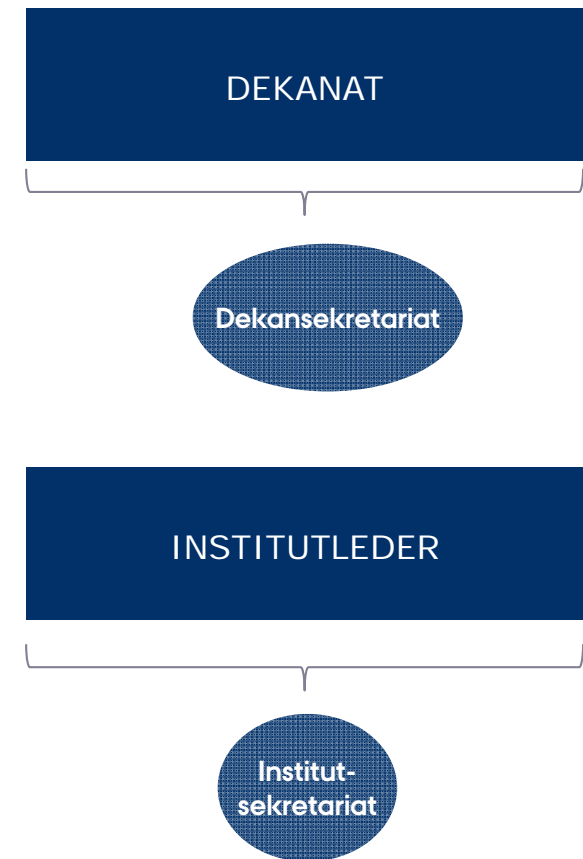 DEKANAT
Dekansekretariat
INSTITUTLEDER
Institut-
sekretariat